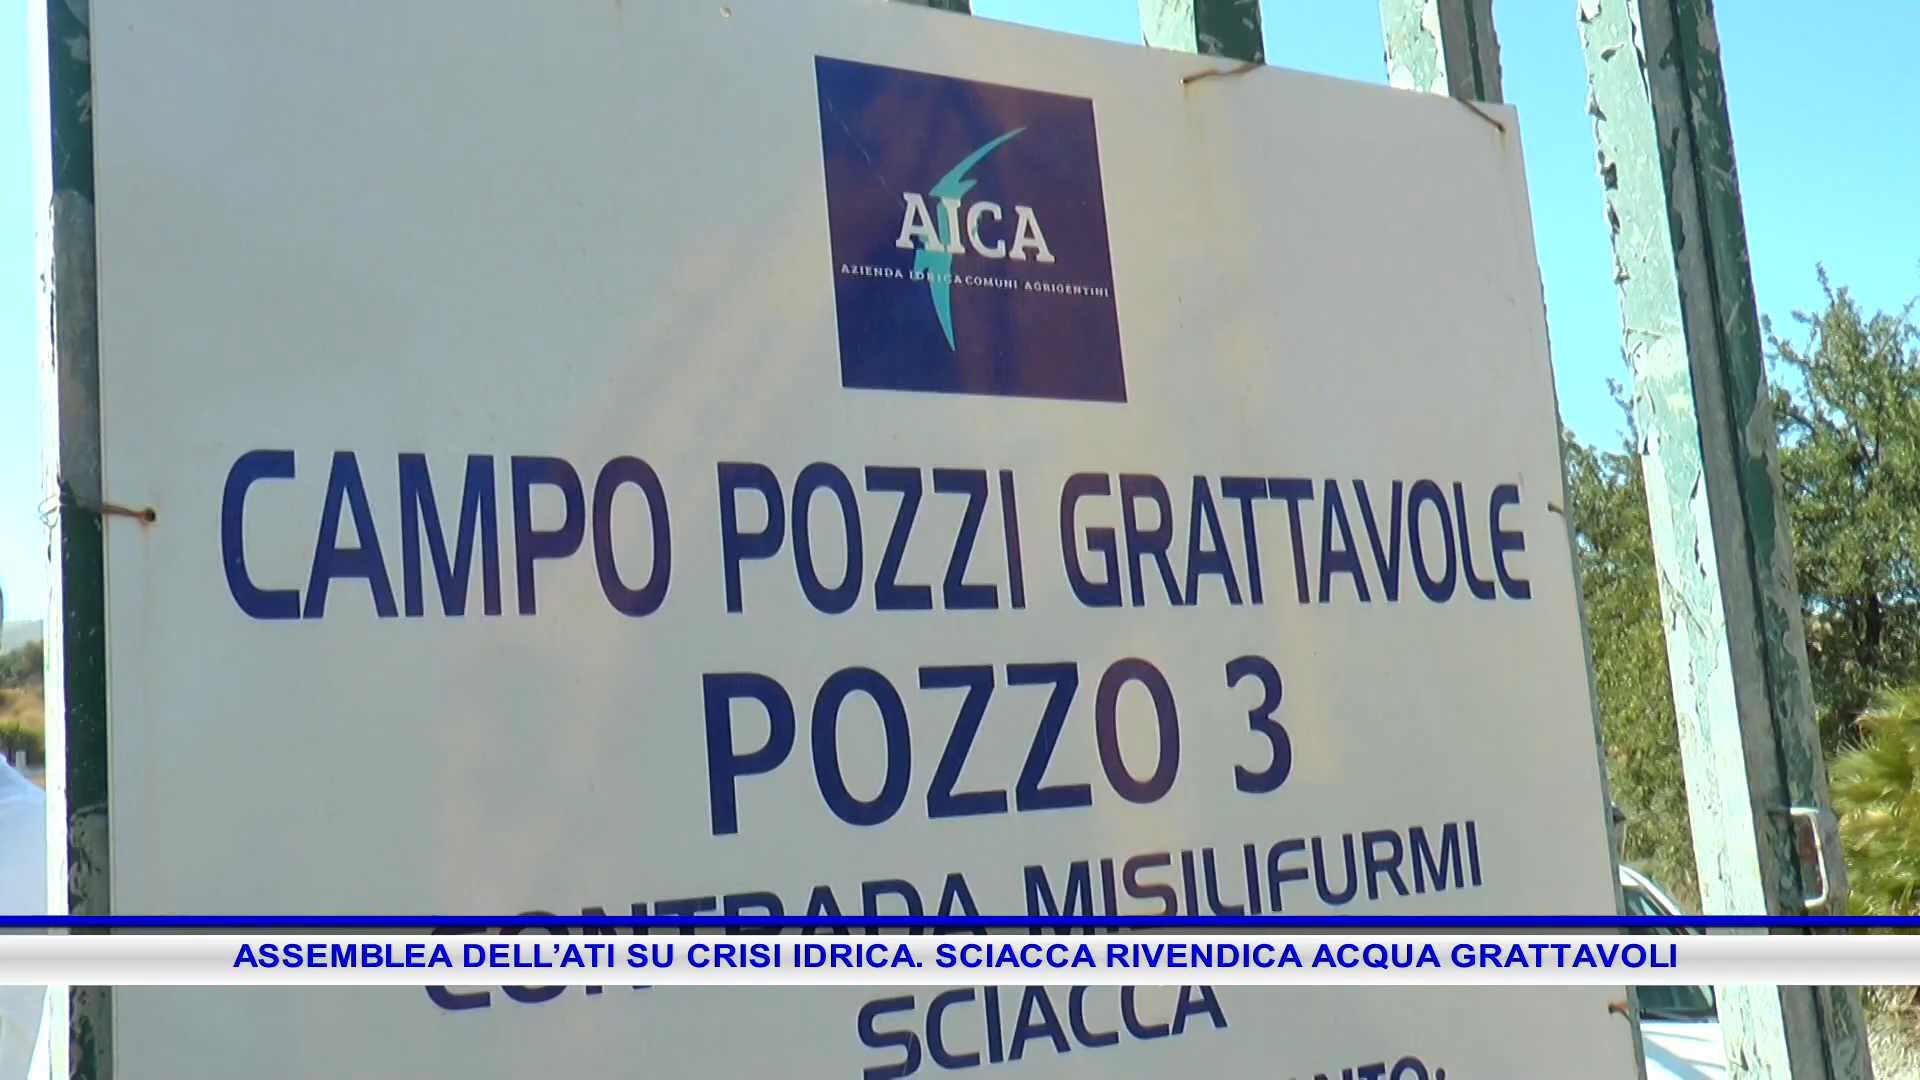 AICA
AZIENDA IDRICA COMUNI AGRIGENTINI
CAMPO POZZI GRATTAVOLE
POZZO 3
CONTRADA MISILIFURMI
ASSEMBLEA DELL’ATI SU CRISI IDRICA. SCIACCA RIVENDICA ACQUA GRATTAVOLI
SCIACCA